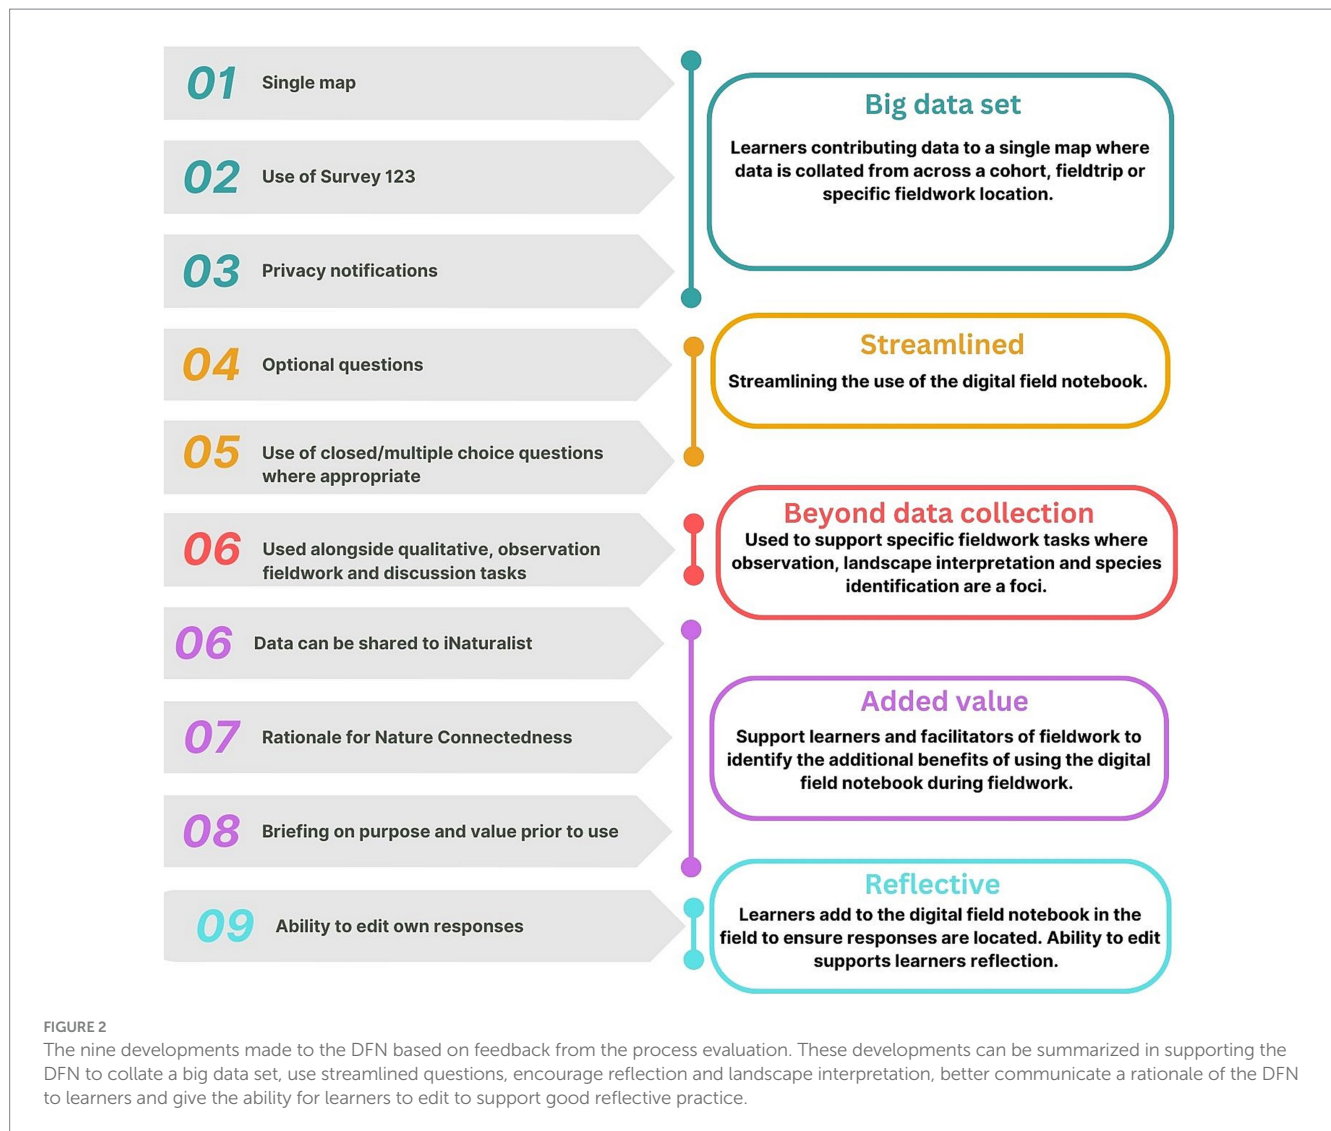 01 Single map
02 Use of Survey 123
03 Privacy notifications
Big data set
Learners contributing data to a single map where
data is collated from across a cohort, fieldtrip or
specific fieldwork location.
04 Optional questions
05 Use of closed/multiple choice questions
where appropriate
Streamlined
Streamlining the use of the digital field notebook.
06 Used alongside qualitative, observation
fieldwork and discussion tasks
Beyond data collection
Used to support specific fieldwork tasks where
observation, landscape interpretation and species
identification are a foci.
06 Data can be shared to iNaturalist
07 Rationale for Nature Connectedness
08 Briefing on purpose and value prior to use
Added value
Support learners and facilitators of fieldwork to
identify the additional benefits of using the digital
field notebook during fieldwork.
09 Ability to edit own responses
Reflective
Learners add to the digital field notebook in the
field to ensure responses are located. Ability to edit
supports learners reflection.
FIGURE 2
The nine developments made to the DFN based on feedback from the process evaluation. These developments can be summarized in supporting the
DFN to collate a big data set, use streamlined questions, encourage reflection and landscape interpretation, better communicate a rationale of the DFN
to learners and give the ability for learners to edit to support good reflective practice.